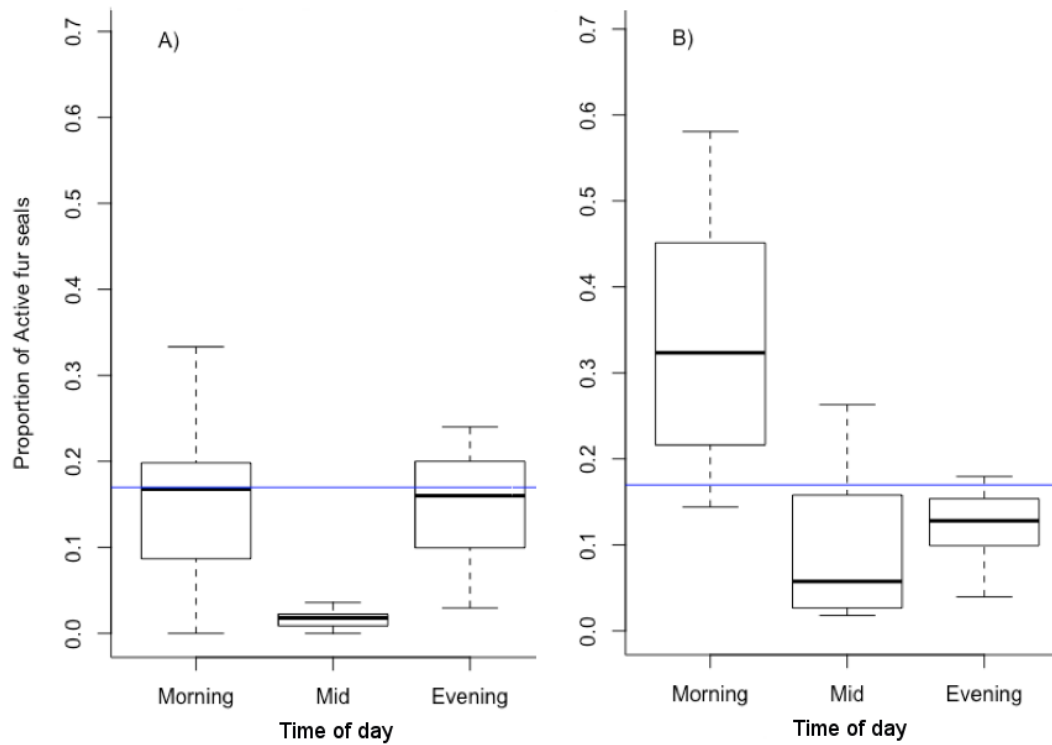 Proportion of Active fur seals
A)
0.7
0.6
0.5
0.4
0.3
0.2
0.1
0.0
Morning Mid Evening
Time of day
B)
0.7
0.6
0.5
0.4
0.3
0.2
0.1
0.0
Morning Mid Evening
Time of day